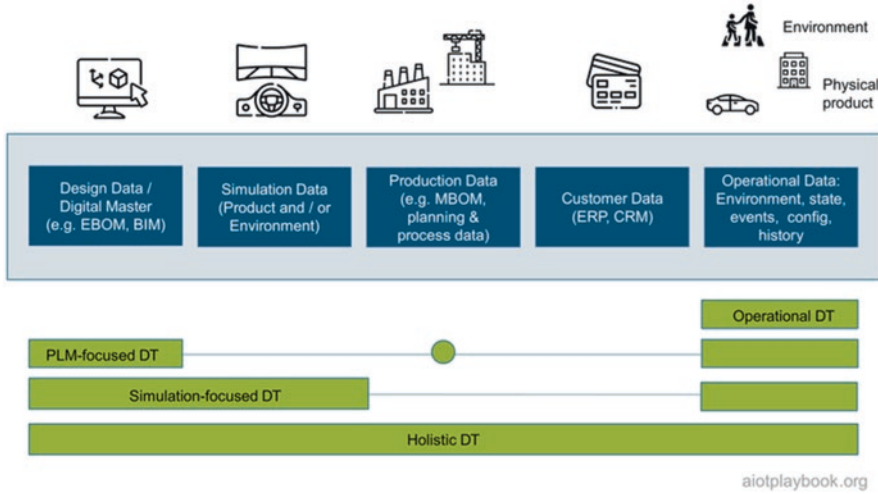 Environment
Physical
product
Design Data /
Digital Master
(e.g. EBOM, BIM)
Simulation Data
(Product and / or
Environment)
Production Data
(e.g. MBOM,
planning &
process data)
Customer Data
(ERP, CRM)
Operational Data:
Environment, state,
events, config,
history
Operational DT
PLM-focused DT
Simulation-focused DT
Holistic DT
aiotplaybook.org